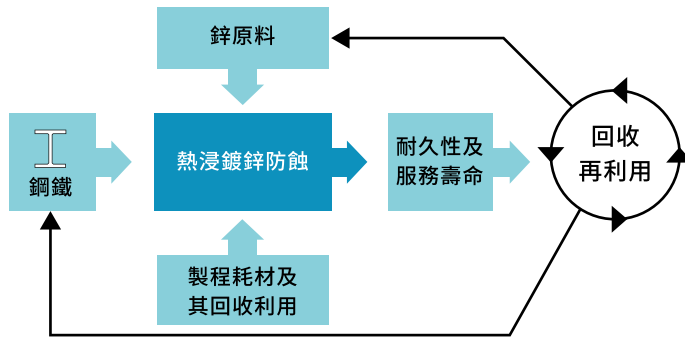 鋅原料
鋼鐵
熱浸鍍鋅防蝕
耐久性及
服務壽命
回收
再利用
製程耗材及
其回收利用